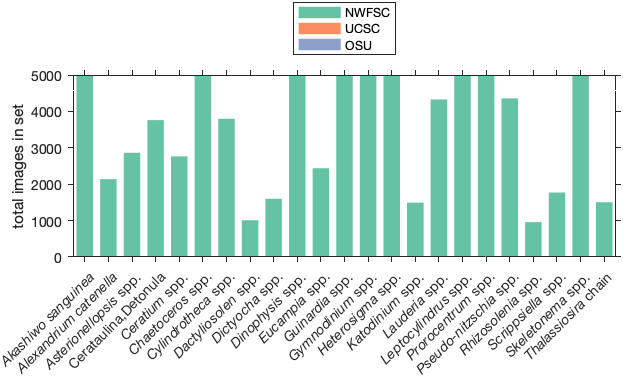 NWFSC
UCSC
OSU
total images in set
5000
4000
3000
2000
1000
0
Akashiwo sanguinea
Alexandrium catenella
Asterionellopsis spp.
Cerataulina, Detonula
Ceratium spp.
Chaetoceros spp.
Cylindrotheca spp.
Dactyliosolen spp.
Dictyocha spp.
Dinophysis spp.
Eucampia spp.
Guinardia spp.
Gymnodinium spp.
Heterosigma spp.
Katodinium spp.
Lauderia spp.
Leptocylindrus spp.
Prorocentrum spp.
Pseudo-nitzschia spp.
Rhizosolenia spp.
Scrippsiella spp.
Skeletonema spp.
Thalassiosira chain